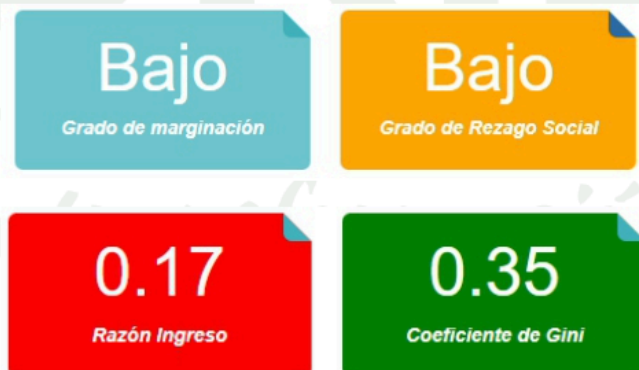 Bajo
Grado de marginación
Bajo
Grado de Rezago Social
0.17
Razón Ingreso
0.35
Coeficiente de Gini